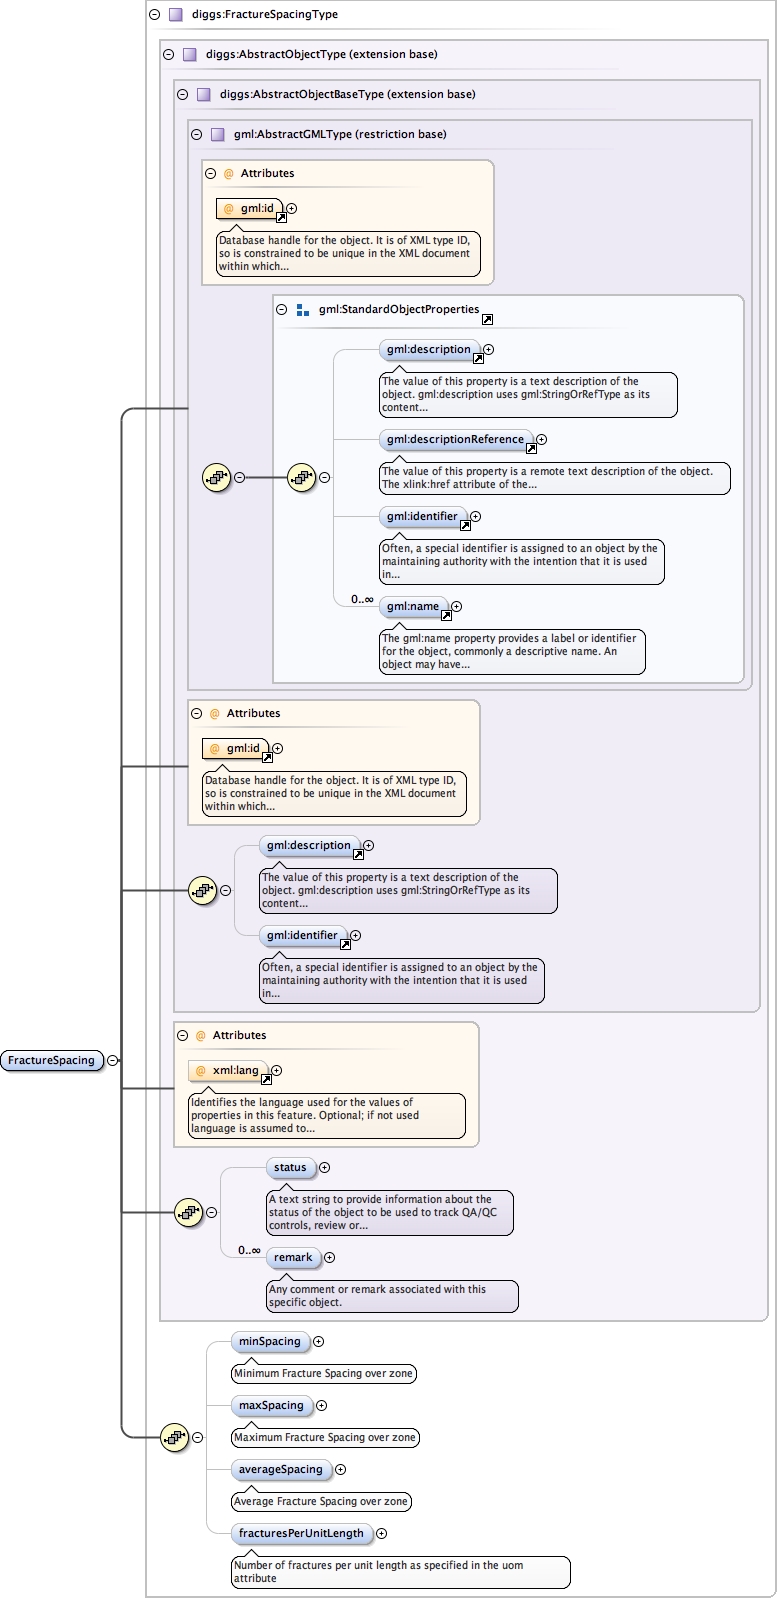 diggs:FractureSpacingType
diggs:AbstractObjectType (extension base)
diggs:AbstractObjectBaseType (extension base)
gml:AbstractGMLType (restriction base)
@ Attributes
@ gml:id
Database handle for the object. It is of XML type ID,
so is constrained to be unique in the XML document
within which...
gml:StandardObjectProperties
gml:description
The value of this property is a text description of the
object. gml:description uses gml:StringOrRefType as its
content...
gml:descriptionReference
The value of this property is a remote text description of the object.
The xlink:href attribute of the...
gml:identifier
Often, a special identifier is assigned to an object by the
maintaining authority with the intention that it is used
in...
0..∞
gml:name
The gml:name property provides a label or identifier
for the object, commonly a descriptive name. An
object may have...
@ Attributes
@ gml:id
Database handle for the object. It is of XML type ID,
so is constrained to be unique in the XML document
within which...
gml:description
The value of this property is a text description of the
object. gml:description uses gml:StringOrRefType as its
content...
gml:identifier
Often, a special identifier is assigned to an object by the
maintaining authority with the intention that it is used
in...
@ Attributes
FractureSpacing
@ xml:lang
Identifies the language used for the values of
properties in this feature. Optional; if not used
language is assumed to...
status
A text string to provide information about the
status of the object to be used to track QA/QC
controls, review or...
0..∞
remark
Any comment or remark associated with this
specific object.
minSpacing
Minimum Fracture Spacing over zone
maxSpacing
Maximum Fracture Spacing over zone
averageSpacing
Average Fracture Spacing over zone
fracturesPerUnitLength
Number of fractures per unit length as specified in the uom
attribute